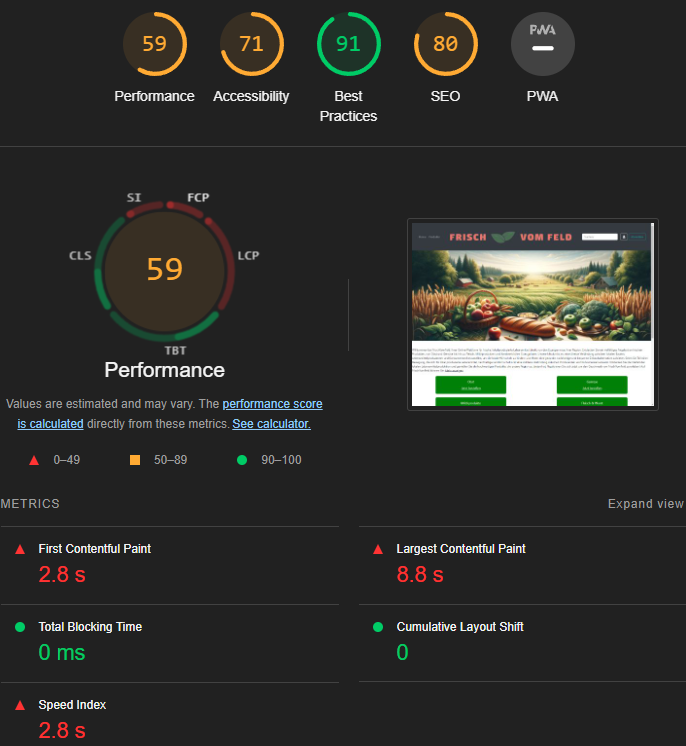 59
71
91
80
PWA
Performance
Accessibility
Best
Practices
SEO
PWA
SI
FCP
CLS
LCP
59
TBT
FRISCH VOM FELD
Performance
Values are estimated and may vary. The performance score
is calculated directly from these metrics. See calculator.
0–49
50–89
90–100
METRICS
Expand view
First Contentful Paint
2.8 s
Largest Contentful Paint
8.8 s
Total Blocking Time
0 ms
Cumulative Layout Shift
0
Speed Index
2.8 s